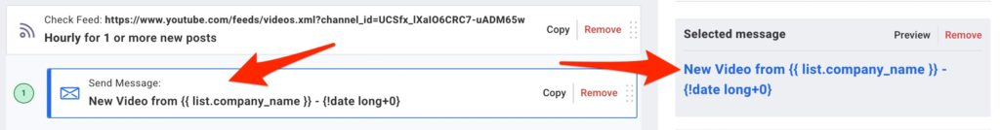 Check Feed: https://www.youtube.com/feeds/videos.xml?channel_id=UCSfx_lXaIO6CRC7-uADM65w
Hourly for 1 or more new posts
Copy
Remove
1
Send Message:
New Video from {{ list.company_name }} - {!date long+0}
Copy
Remove
Selected message
Preview
Remove
New Video from {{ list.company_name }} -
{!date long+0}